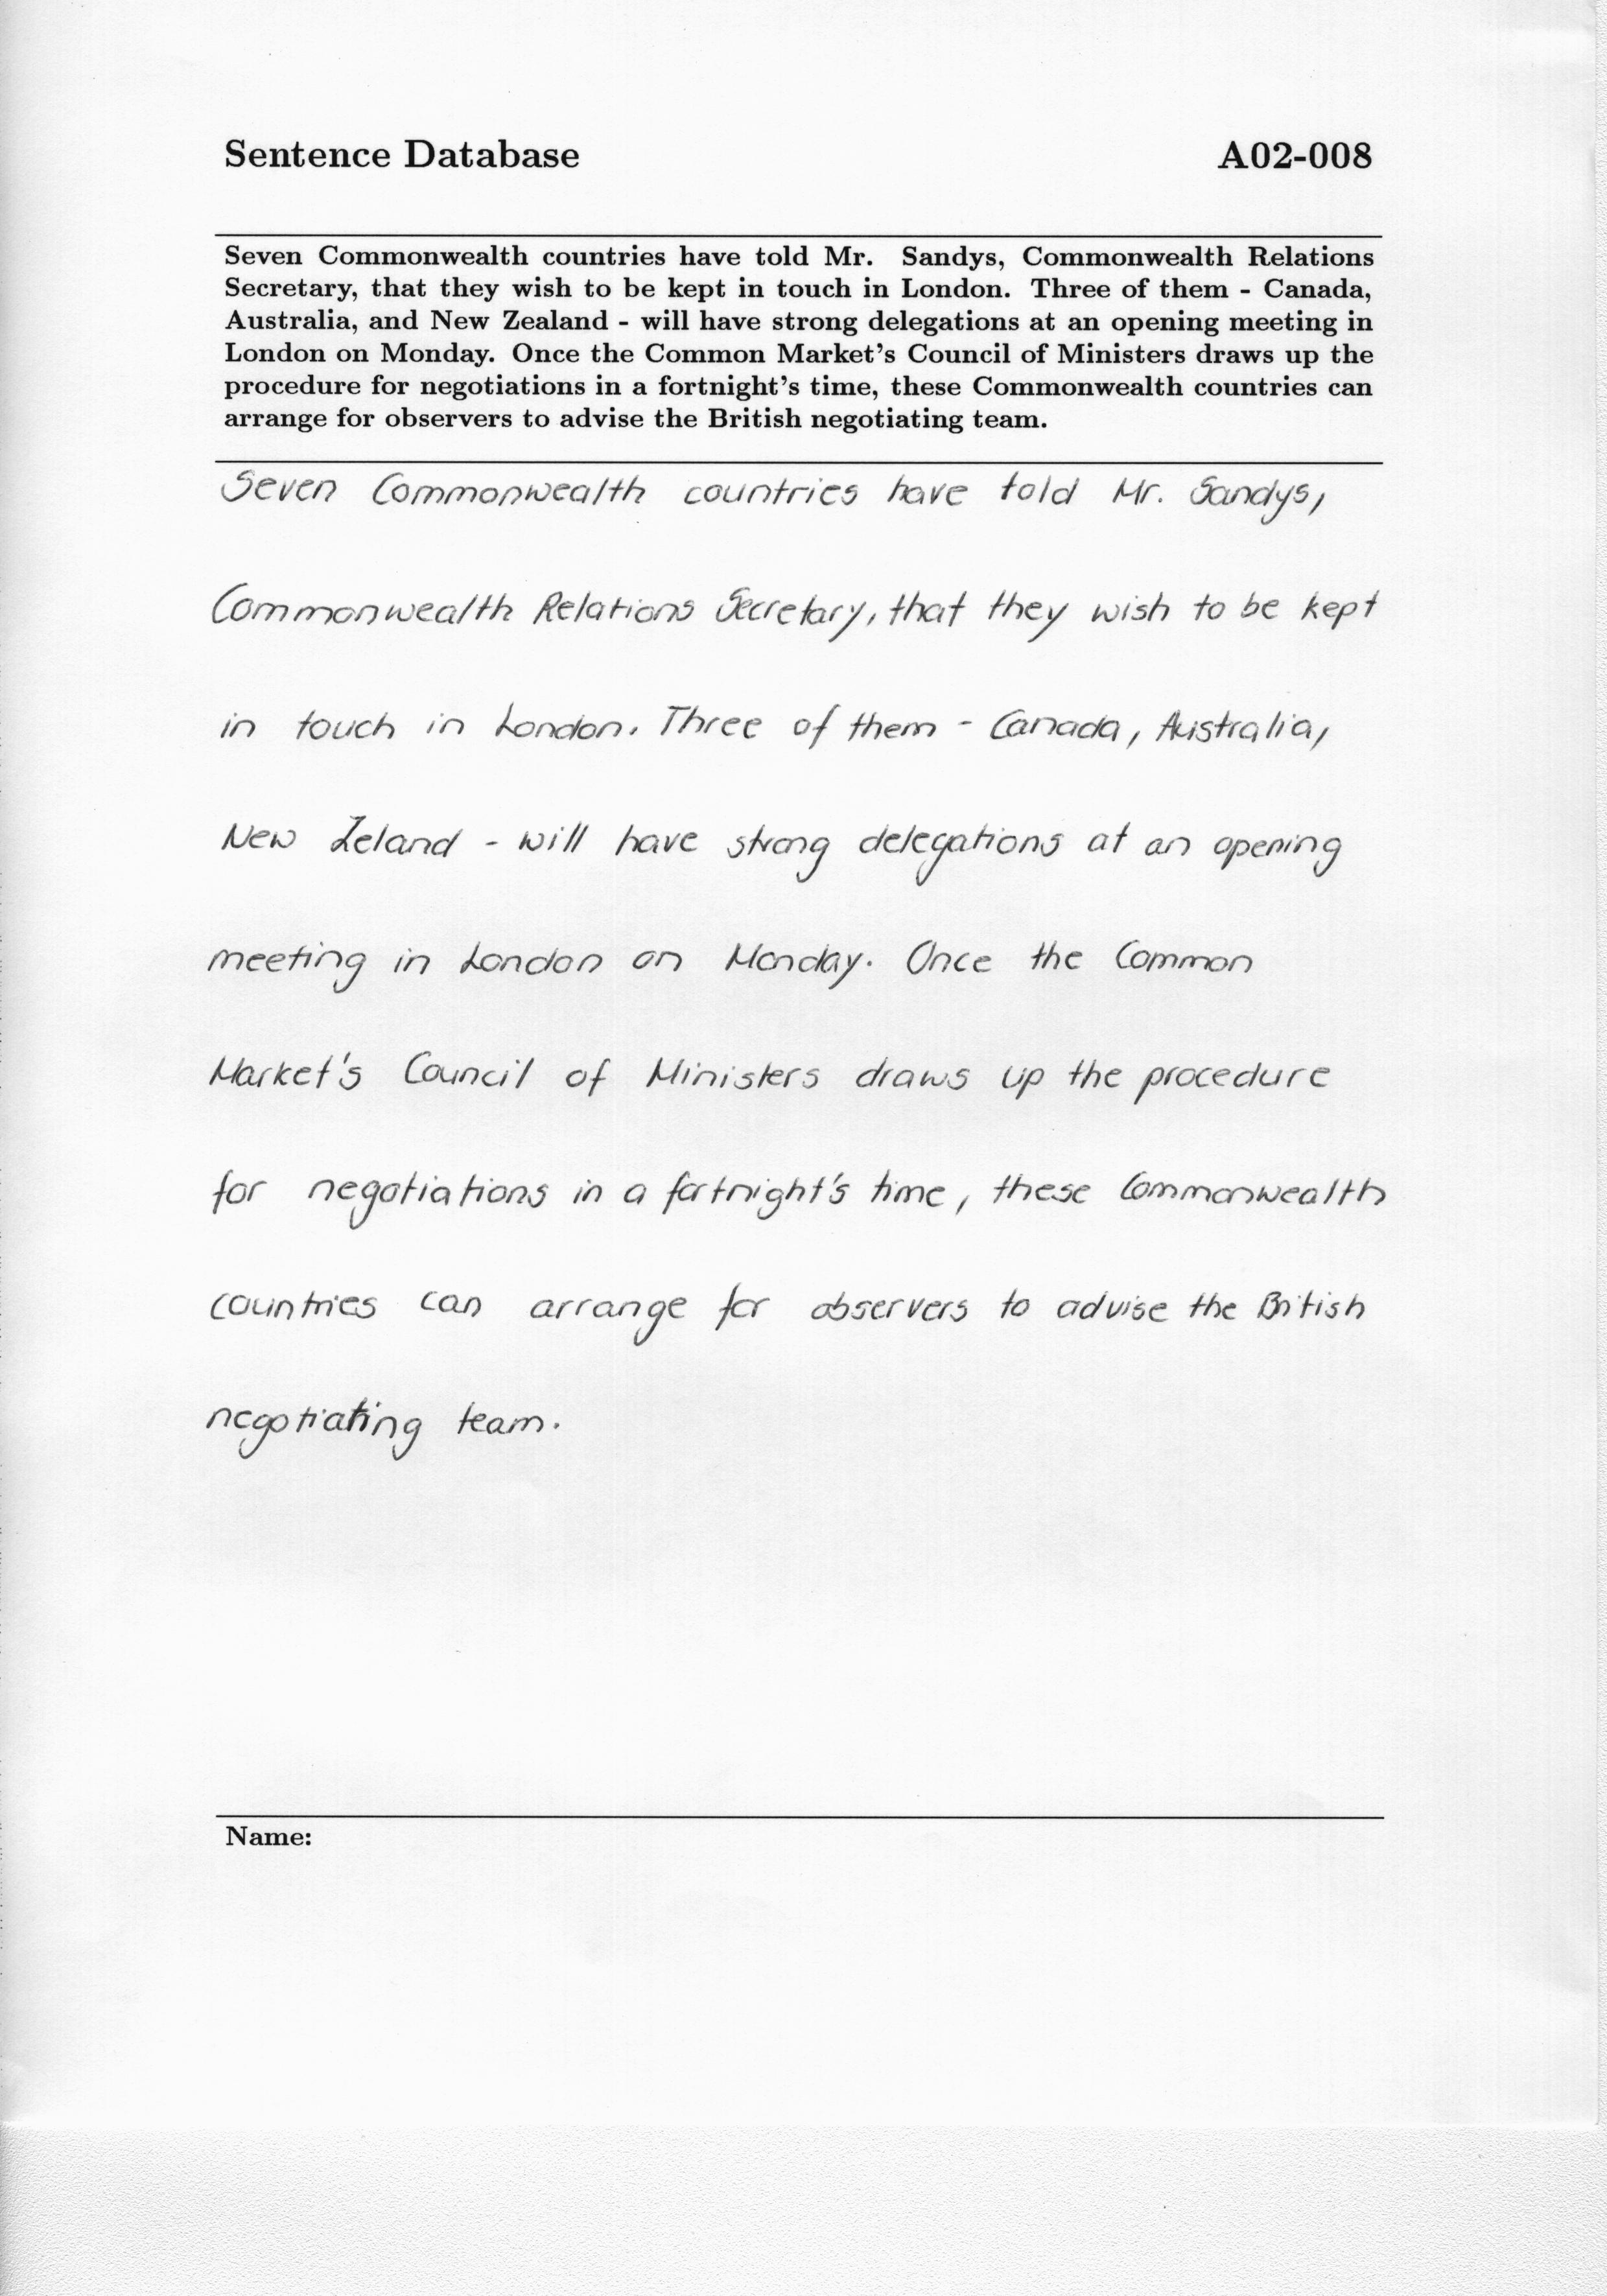 Sentence Database A02-008
Seven Commonwealth countries have told Mr. Sandys, Commonwealth Relations
Secretary, that they wish to be kept in touch in London. Three of them - Canada,
Australia, and New Zealand - will have strong delegations at an opening meeting in
London on Monday. Once the Common Market's Council of Ministers draws up the
procedure for negotiations in a fortnight's time, these Commonwealth countries can
arrange for observers to advise the British negotiating team.
Seven Commonwealth countries have told Mr. Sandys,
Commonwealth Relations Secretary, that they wish to be kept
in touch in London. Three of them - Canada, Australia,
New Zeland - will have strong delegations at an opening
meeting in London on Monday. Once the Common
Market's Council of Ministers draws up the procedure
for negotiations in a fortnight's time, these Commonwealth
countries can arrange for observers to advise the British
negotiating team.
Name: